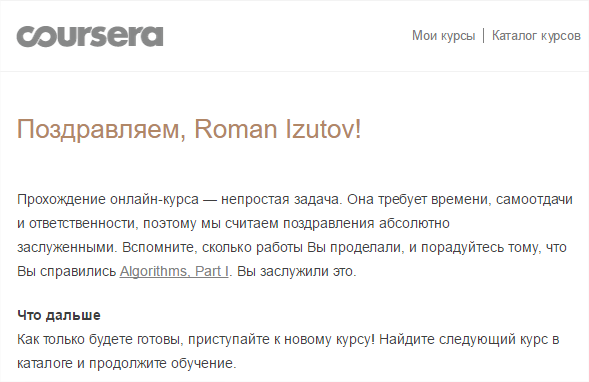 coursera
Мои курсы | Каталог курсов
Поздравляем, Roman Izutov!
Прохождение онлайн-курса — непростая задача. Она требует времени, самоотдачи
и ответственности, поэтому мы считаем поздравления абсолютно
заслуженными. Вспомните, сколько работы Вы проделали, и порадуйтесь тому, что
Вы справились Algorithms, Part I. Вы заслужили это.
Что дальше
Как только будете готовы, приступайте к новому курсу! Найдите следующий курс в
каталоге и продолжите обучение.